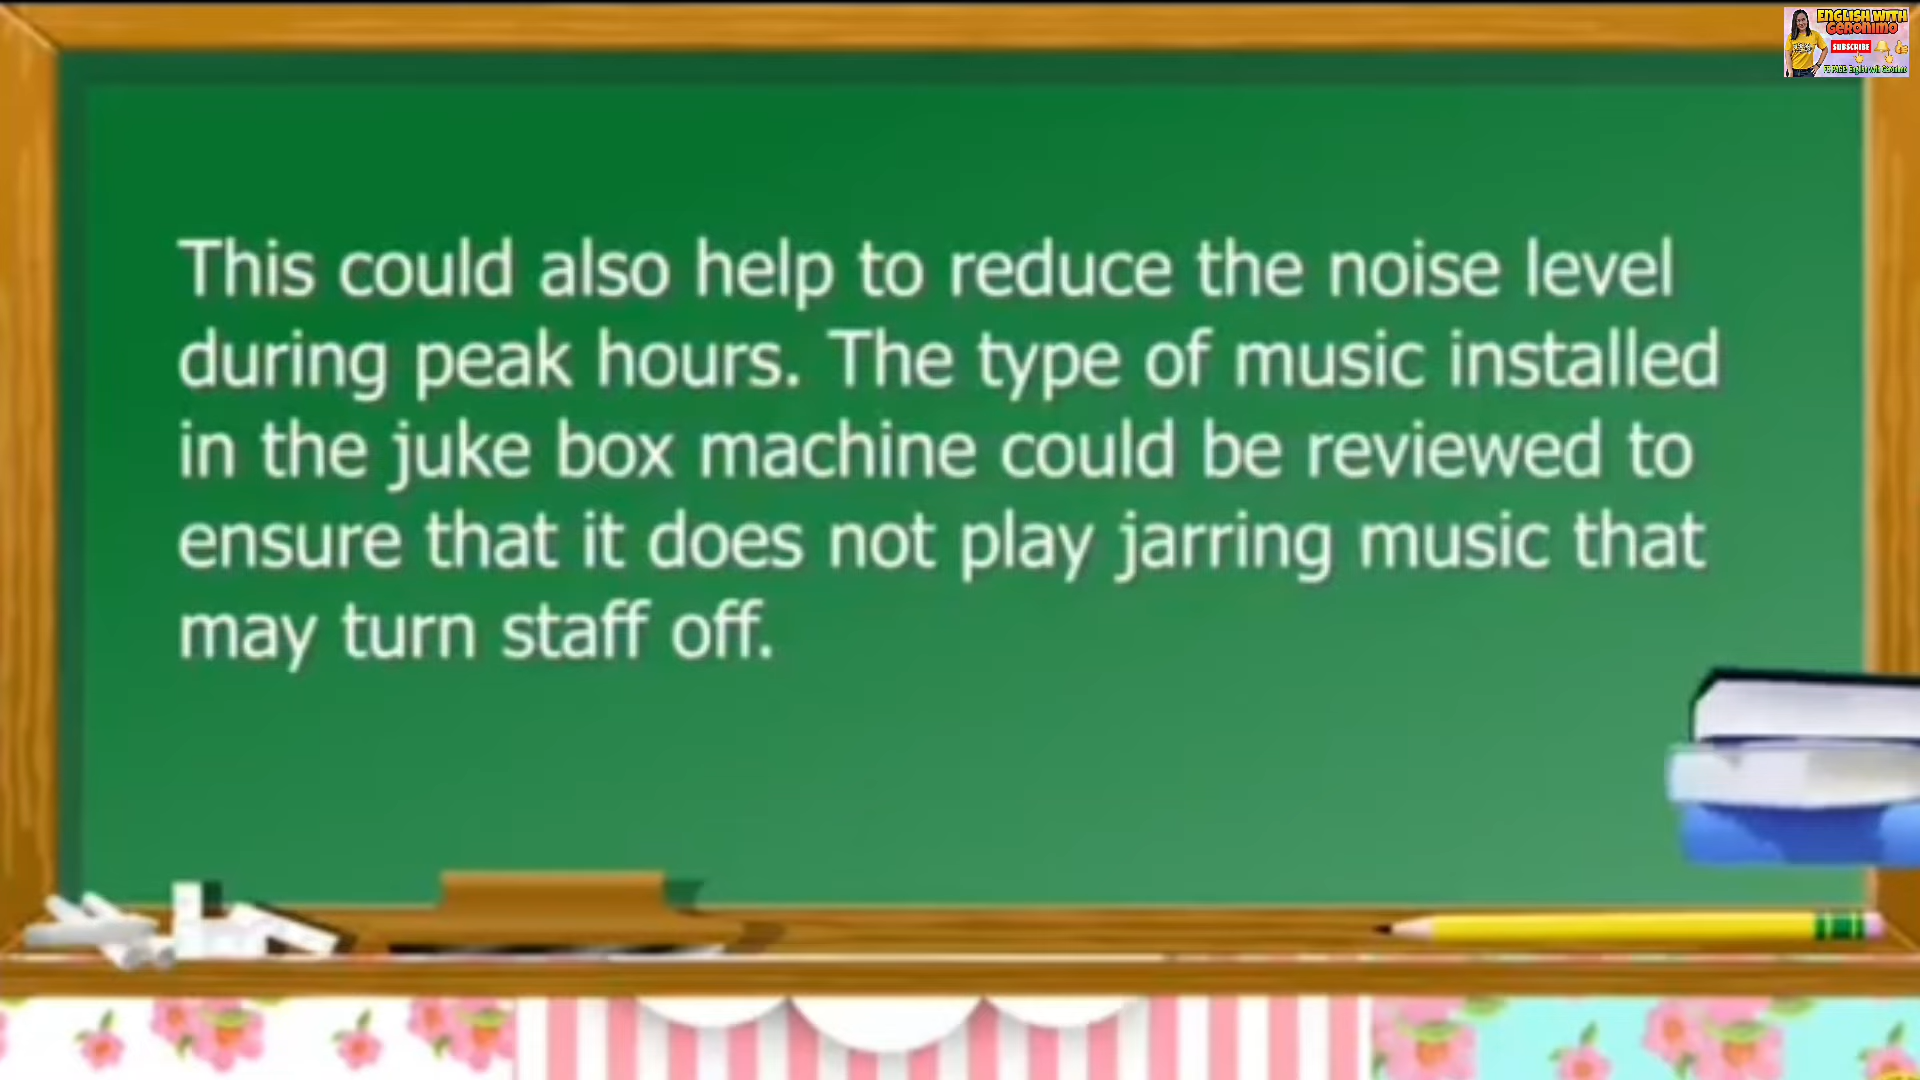 ENGLISH WITH
GERONIMO
SUBSCRIBE
This could also help to reduce the noise level
during peak hours. The type of music installed
in the juke box machine could be reviewed to
ensure that it does not play jarring music that
may turn staff off.